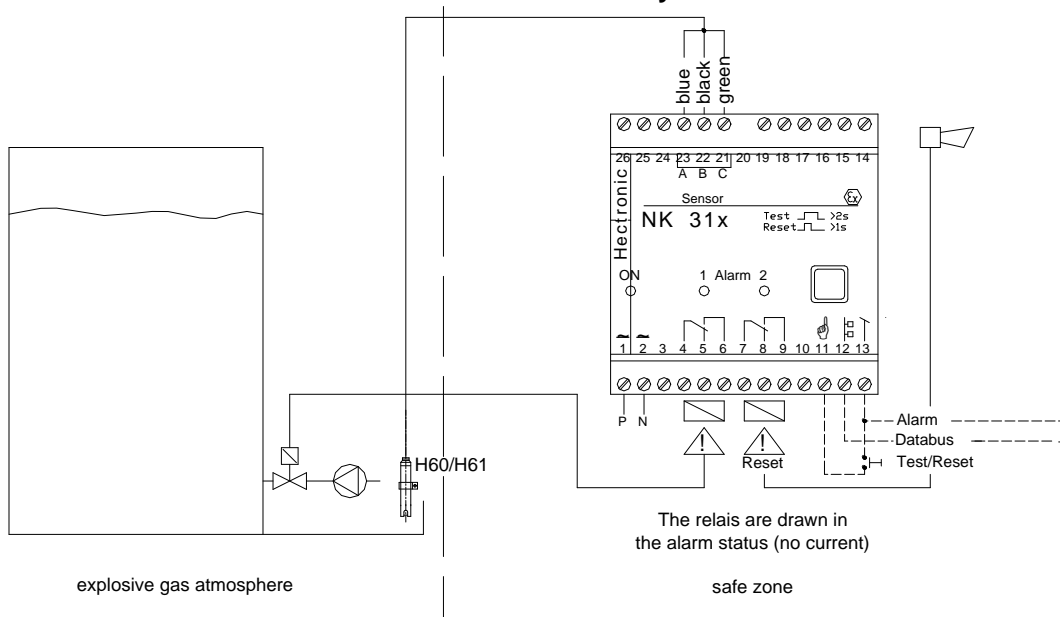 y
blue
black
green
26 25 24 23 22 21 20 19 18 17 16 15 14
A B C
Sensor
Ex
Hectronic
NK 31x
Test >2s
Reset >1s
ON
1 Alarm 2
1 2 3 4 5 6 7 8 9 10 11 12 13
P N
!
!
Reset
Alarm
Databus
Test/Reset
H60/H61
The relais are drawn in
the alarm status (no current)
explosive gas atmosphere
safe zone